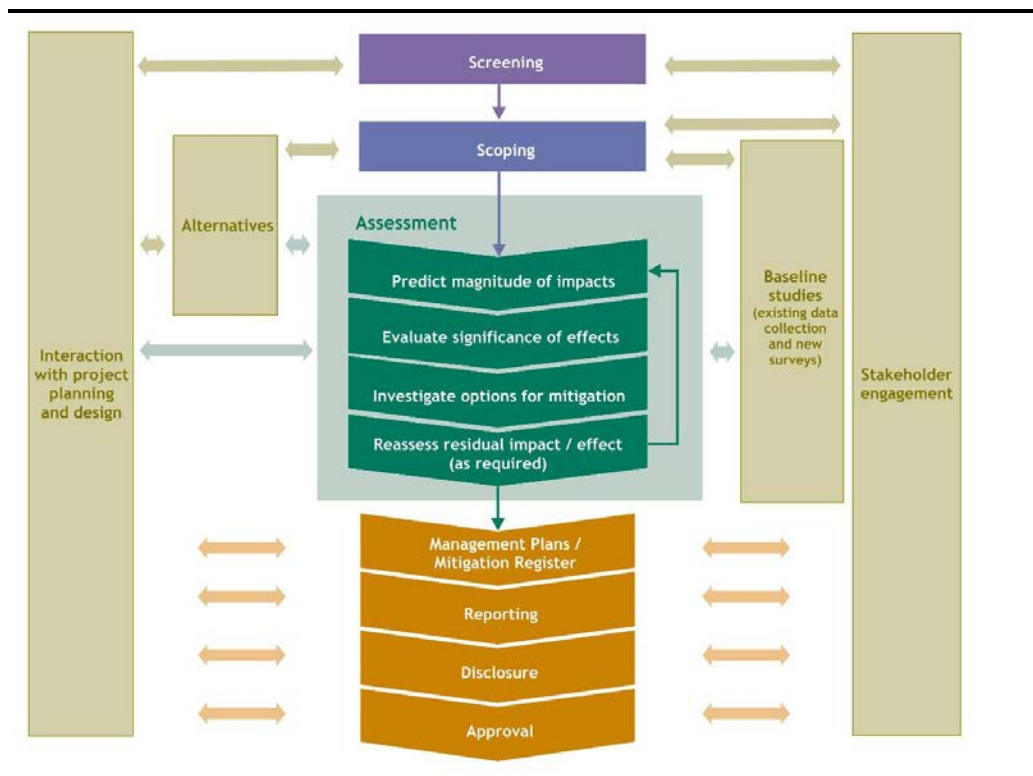 Screening
Scoping
Alternatives
Assessment
Predict magnitude of impacts
Evaluate significance of effects
Investigate options for mitigation
Reassess residual impact / effect
(as required)
Interaction
with project
planning
and design
Baseline
studies
(existing data
collection
and new
surveys)
Stakeholder
engagement
Management Plans /
Mitigation Register
Reporting
Disclosure
Approval